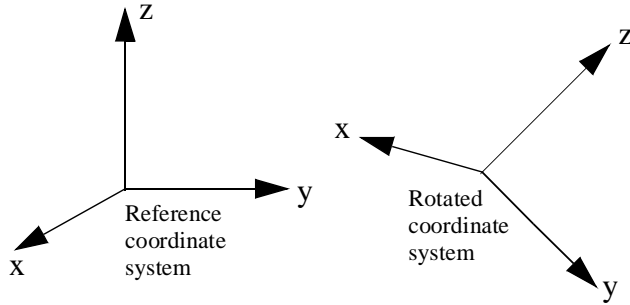 z
y
x
Reference
coordinate
system
z
x
y
Rotated
coordinate
system